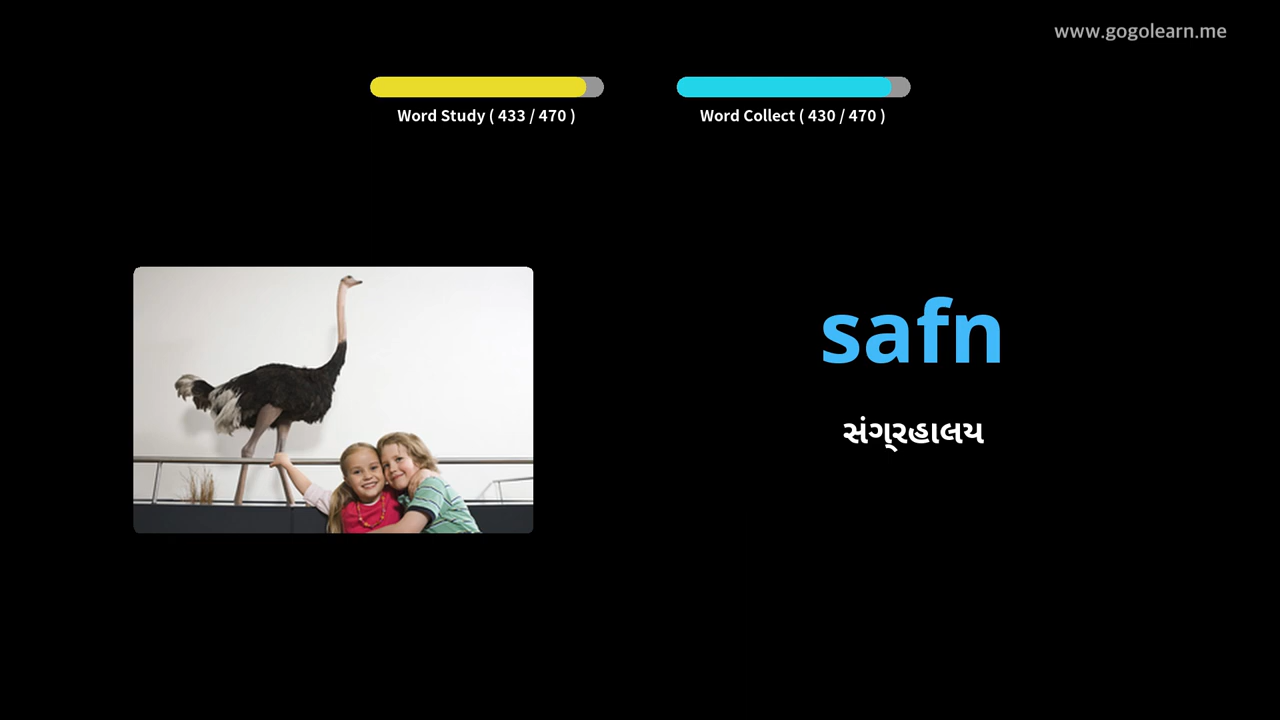 www.gogolearn.me
Word Study ( 433 / 470 )
Word Collect ( 430 / 470 )
safn
સંગ્રહાલય